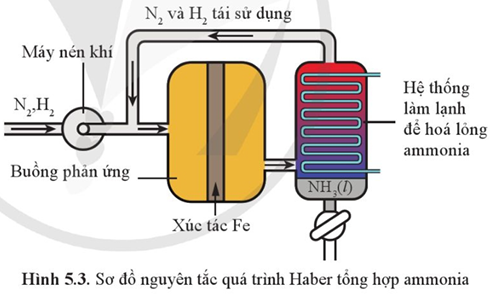 N₂ và H₂ tái sử dụng
Máy nén khí
N₂,H₂
Hệ thống
làm lạnh
để hoá lỏng
ammonia
Buồng phản ứng
NH₃(l)
Xúc tác Fe
Hình 5.3. Sơ đồ nguyên tắc quá trình Haber tổng hợp ammonia